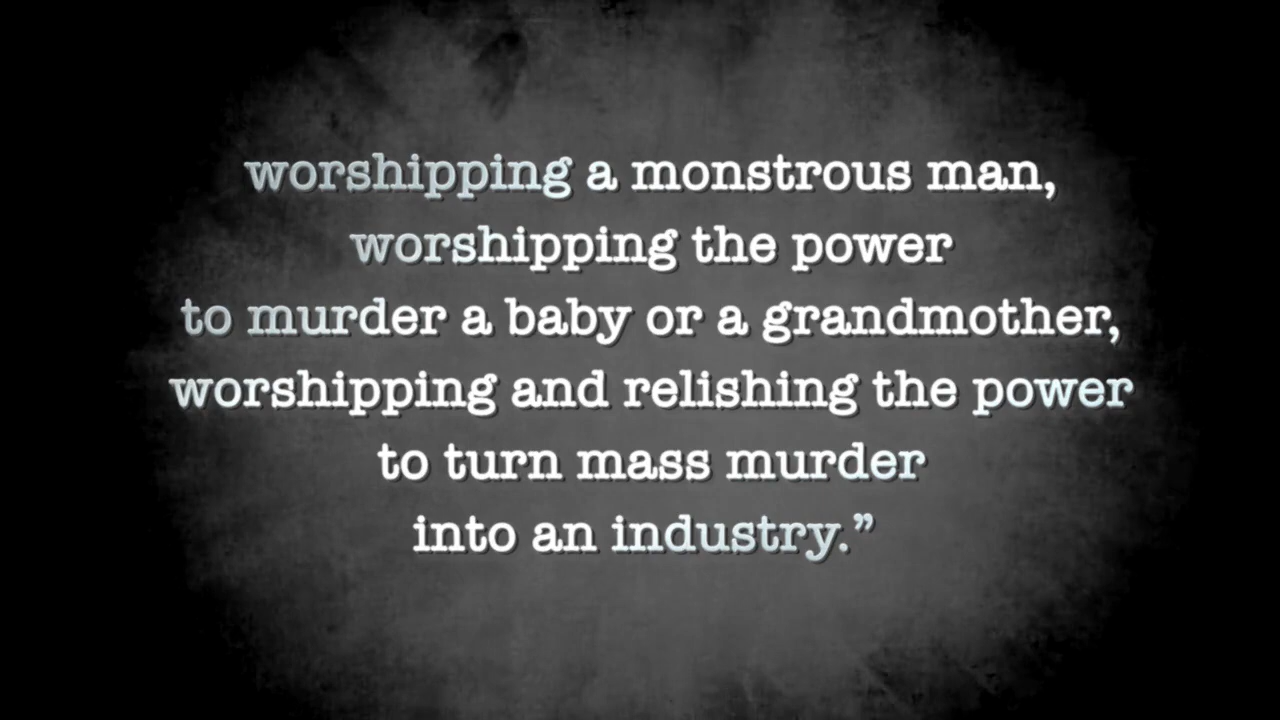 worshipping a monstrous man,
worshipping the power
to murder a baby or a grandmother,
worshipping and relishing the power
to turn mass murder
into an industry.”